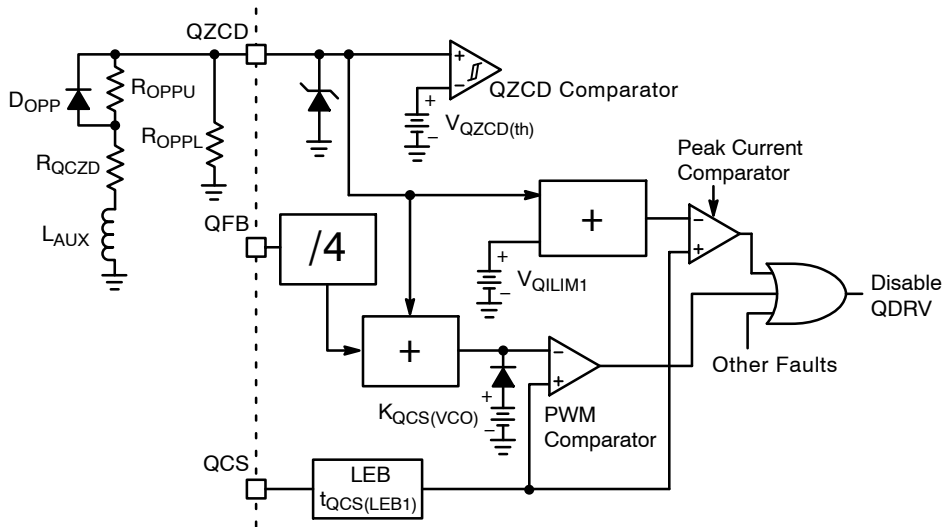 QZCD
DOPP
ROPPU
ROPPL
RQCZD
LAUX
+
−
QZCD Comparator
+
−
VQZCD(th)
Peak Current
Comparator
QFB
/4
+
+
−
VQILIM1
−
+
Disable
QDRV
Other Faults
+
−
+
+
−
KQCS(VCO)
PWM
Comparator
QCS
LEB
tQCS(LEB1)